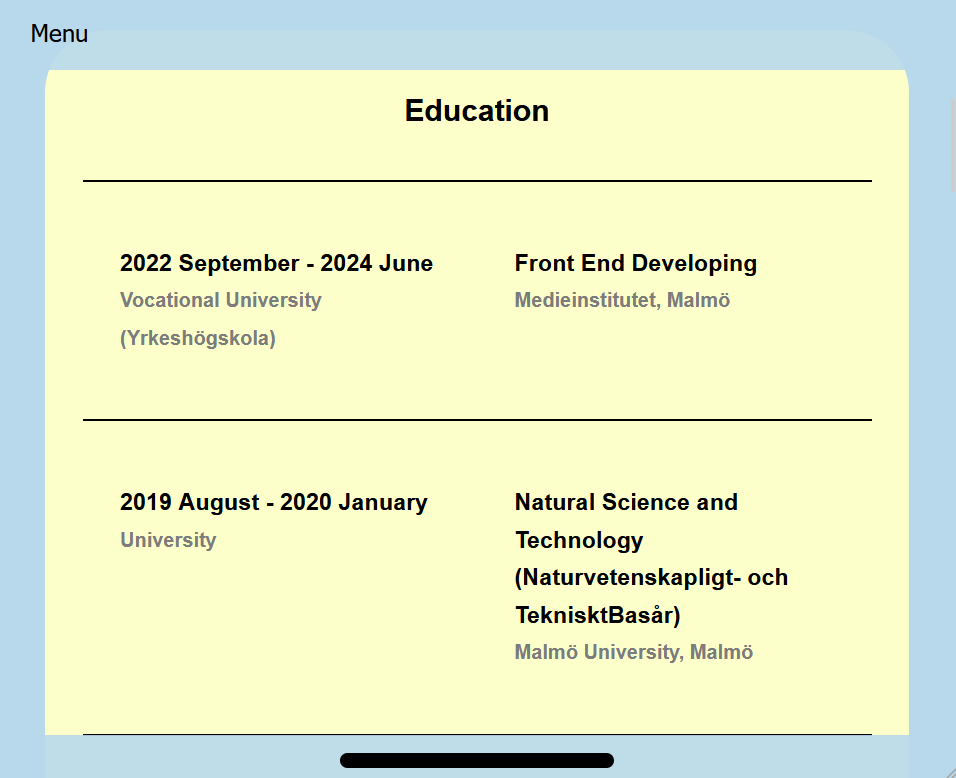 Menu
Education
2022 September - 2024 June
Vocational University
(Yrkeshögskola)
Front End Developing
Medieinstitutet, Malmö
2019 August - 2020 January
University
Natural Science and
Technology
(Naturvetenskapligt- och
TeknisktBasår)
Malmö University, Malmö